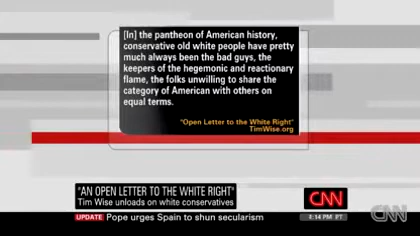 [In] the pantheon of American history,
conservative old white people have pretty
much always been the bad guys, the
keepers of the hegemonic and reactionary
flame, the folks unwilling to share the
category of American with others on
equal terms.
"Open Letter to the White Right"
TimWise.org
"AN OPEN LETTER TO THE WHITE RIGHT"
Tim Wise unloads on white conservatives
CNN
8:14 PM PT
CNN
UPDATE Pope urges Spain to shun secularism